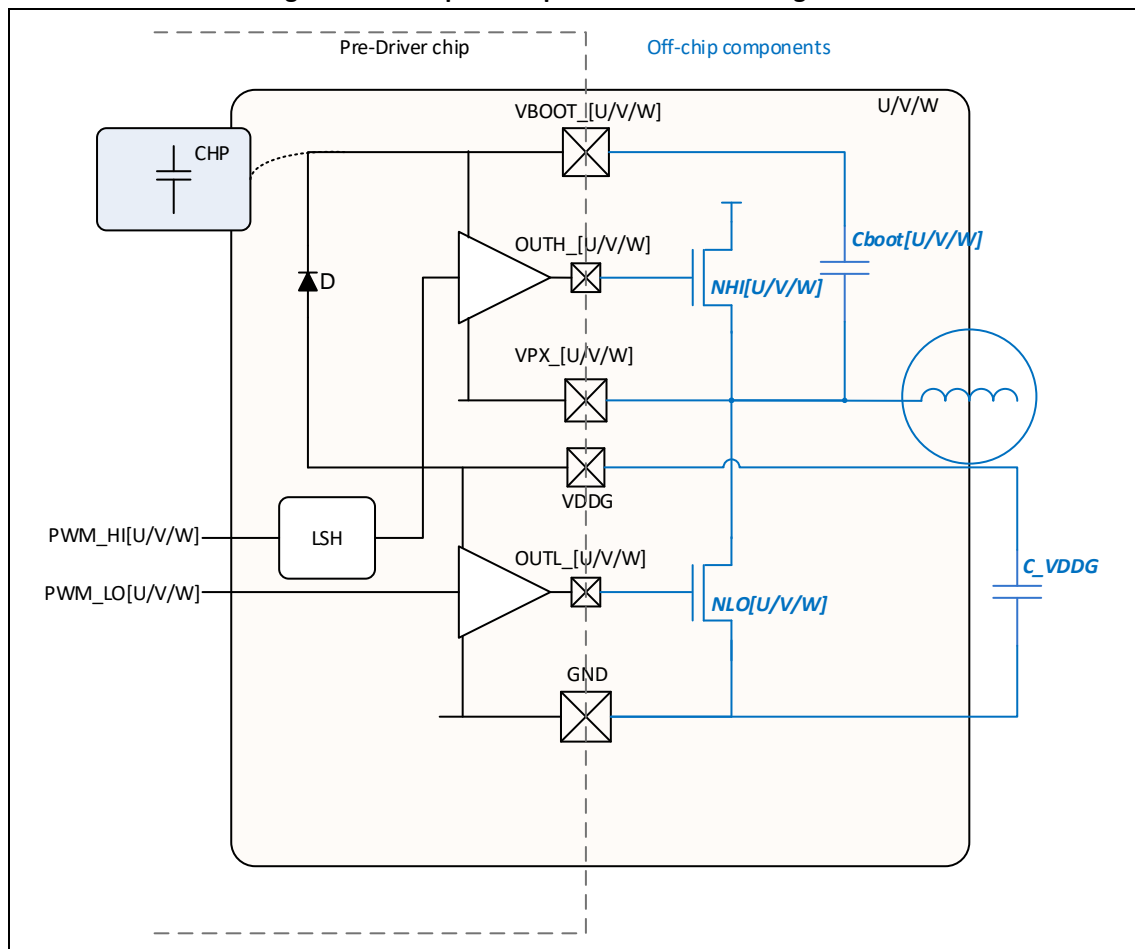 Pre-Driver chip
Off-chip components
U/V/W
VBOOT_[U/V/W]
CHP
OUTH_[U/V/W]
Cboot[U/V/W]
D
NHI[U/V/W]
VPX_[U/V/W]
VDDG
PWM_HI[U/V/W]
LSH
OUTL_[U/V/W]
C_VDDG
PWM_LO[U/V/W]
NLO[U/V/W]
GND